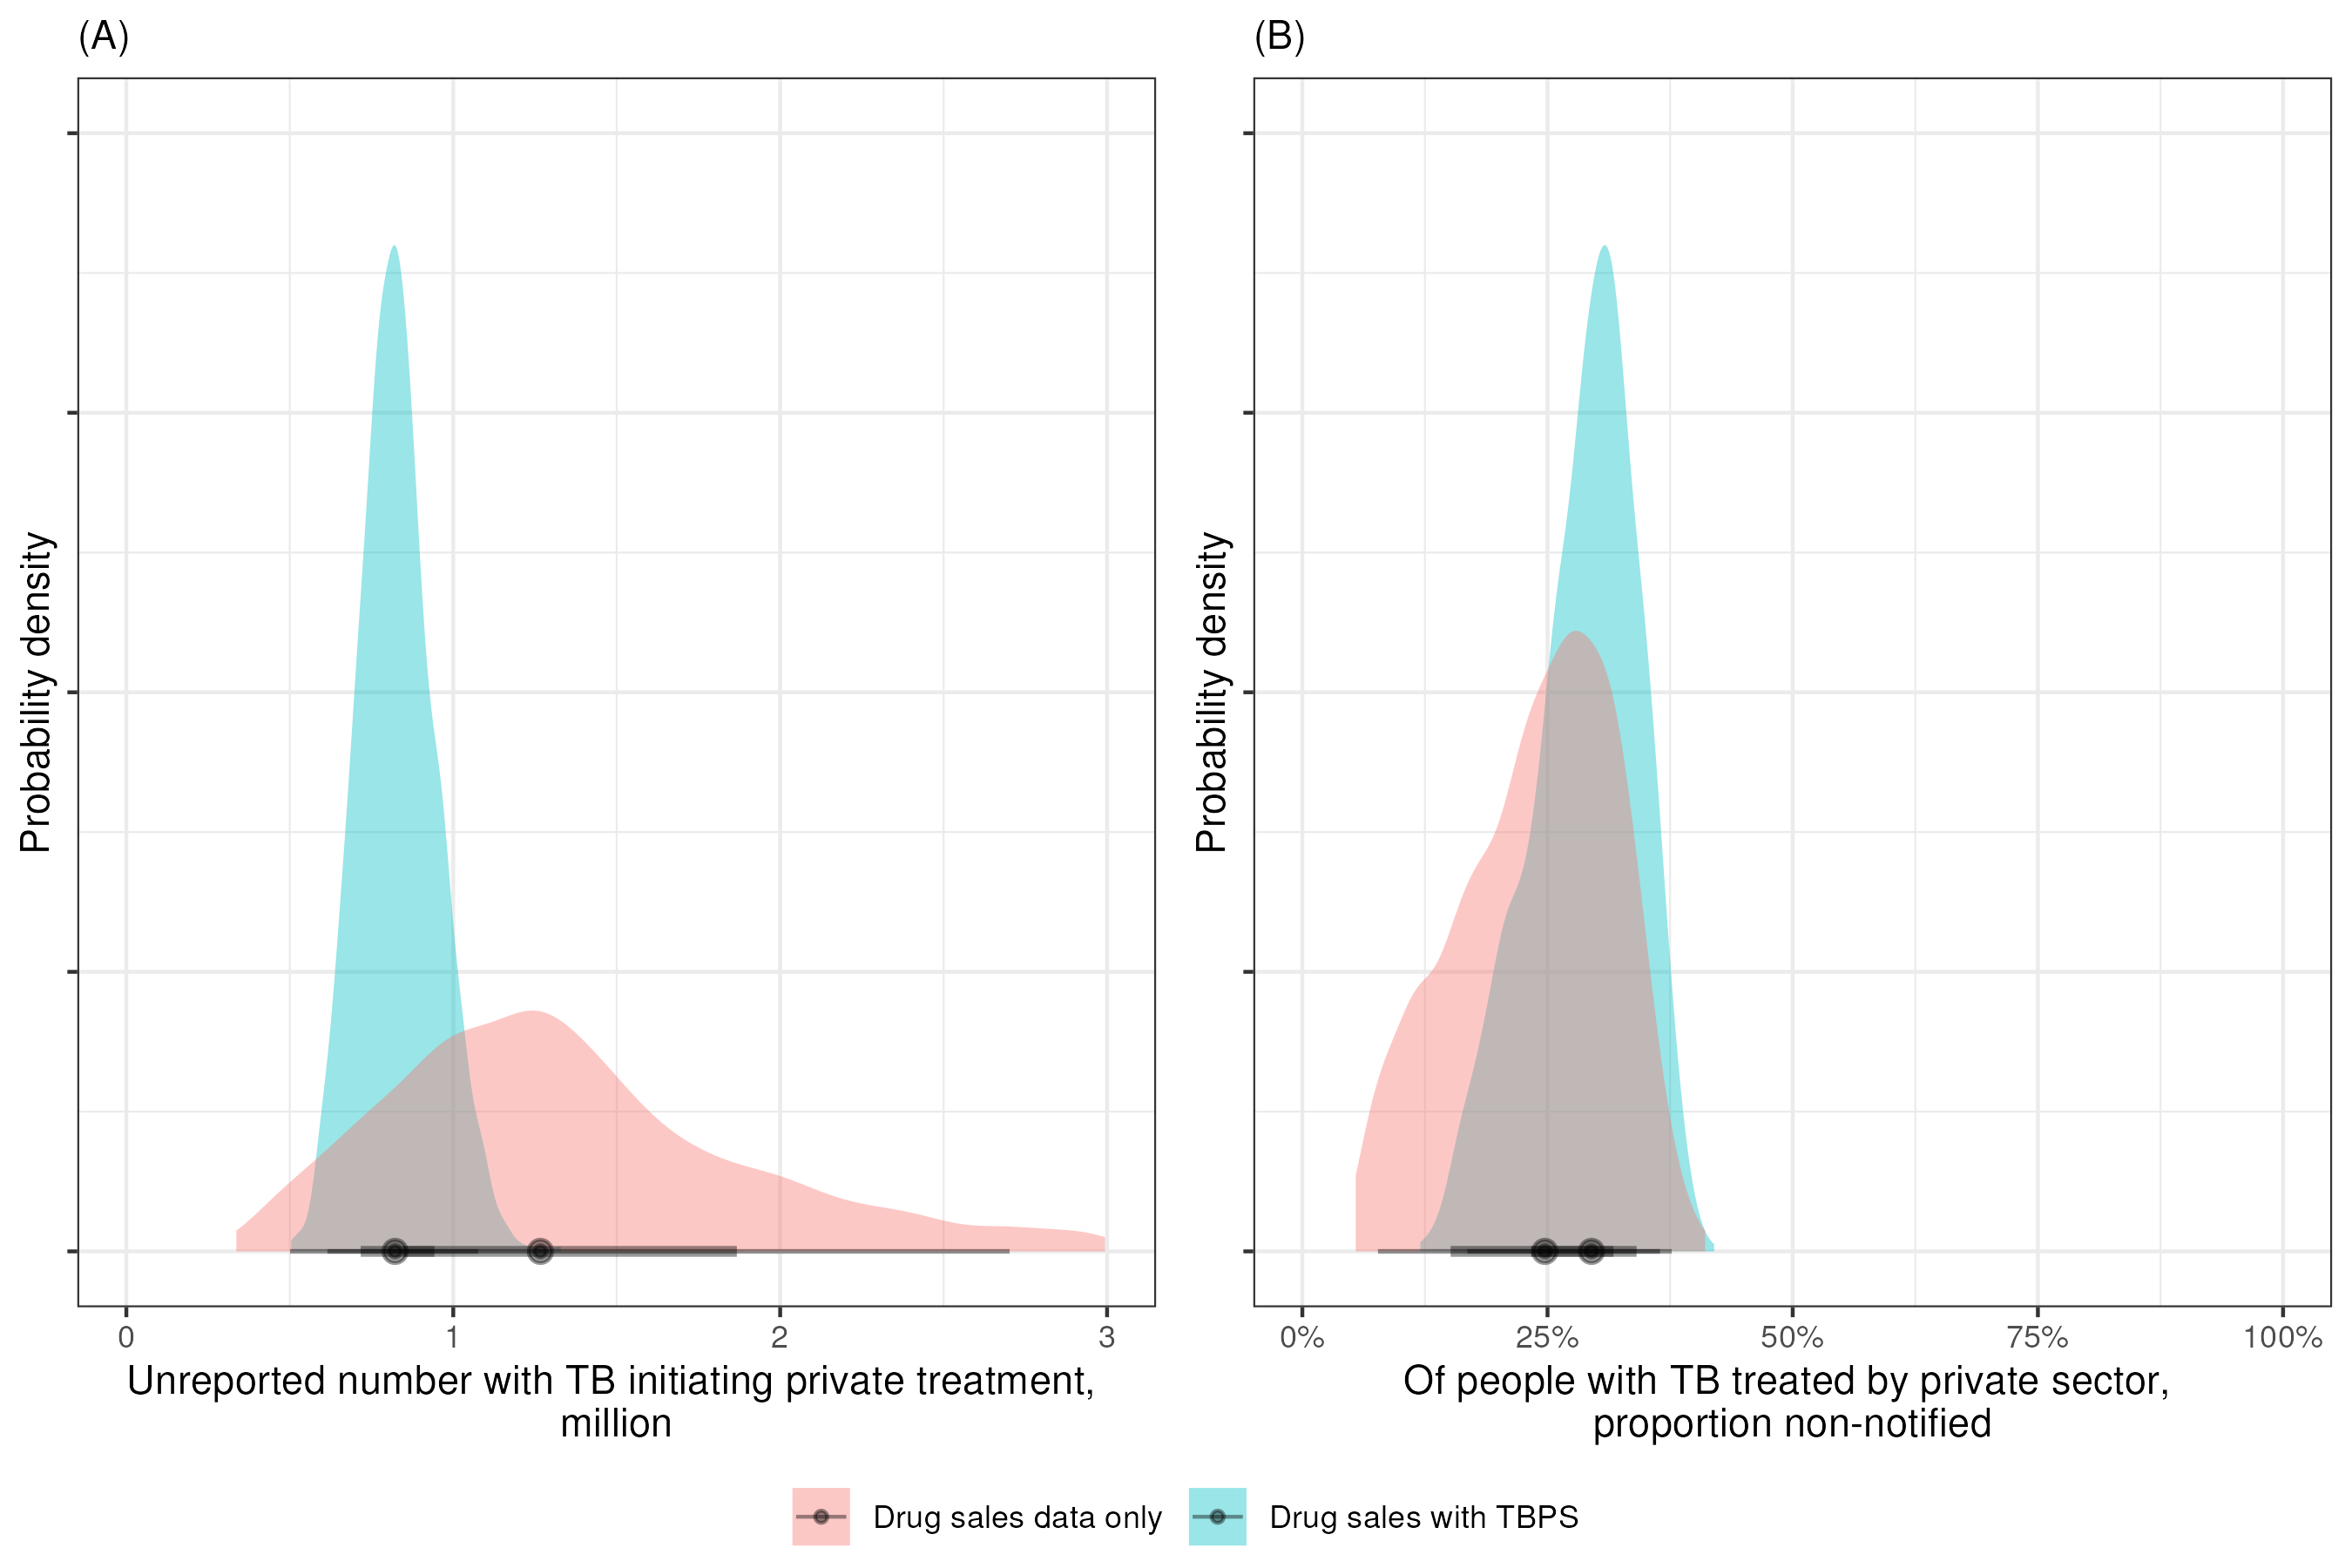 (A)
Probability density
0 1 2 3
Unreported number with TB initiating private treatment,
million
(B)
Probability density
0% 25% 50% 75% 100%
Of people with TB treated by private sector,
proportion non-notified
Drug sales data only
Drug sales with TBPS